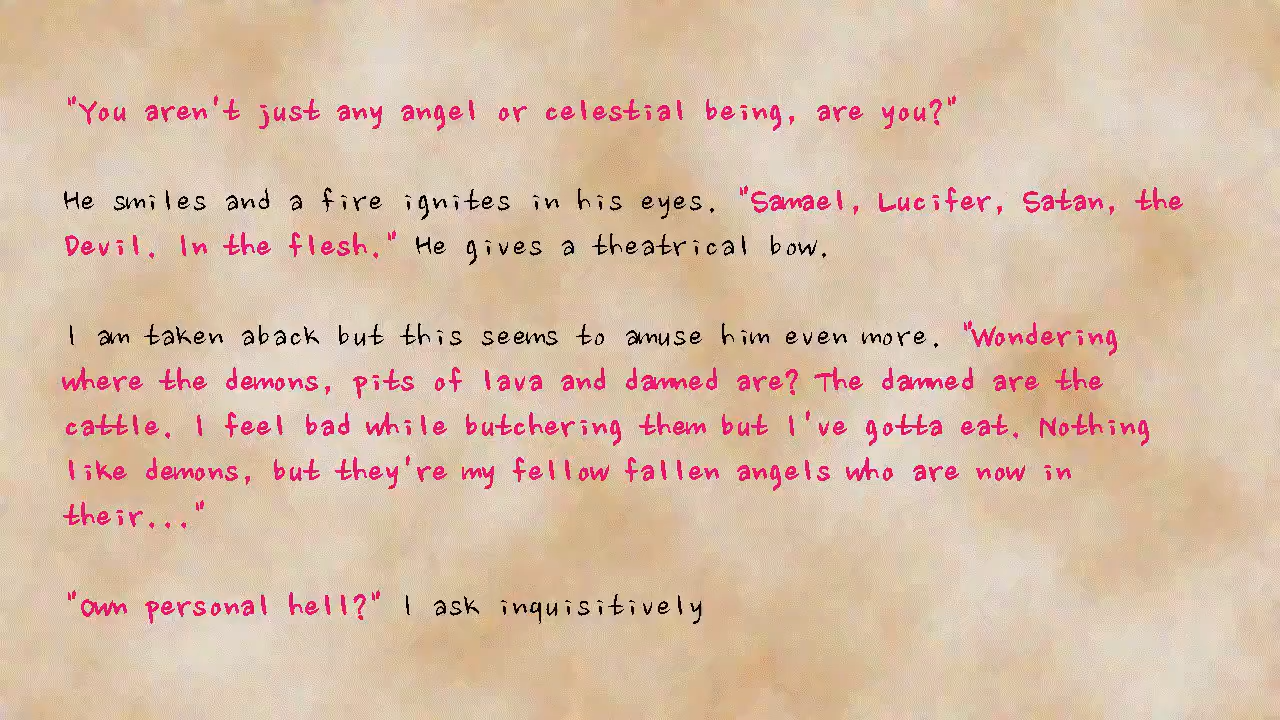 "You aren't just any angel or celestial being, are you?"
He smiles and a fire ignites in his eyes. "Samael, Lucifer, Satan, the
Devil. In the flesh." He gives a theatrical bow.
I am taken aback but this seems to amuse him even more. "Wondering
where the demons, pits of lava and damned are? The damned are the
cattle. I feel bad while butchering them but I've gotta eat. Nothing
like demons, but they're my fellow fallen angels who are now in
their..."
"Own personal hell?" I ask inquisitively